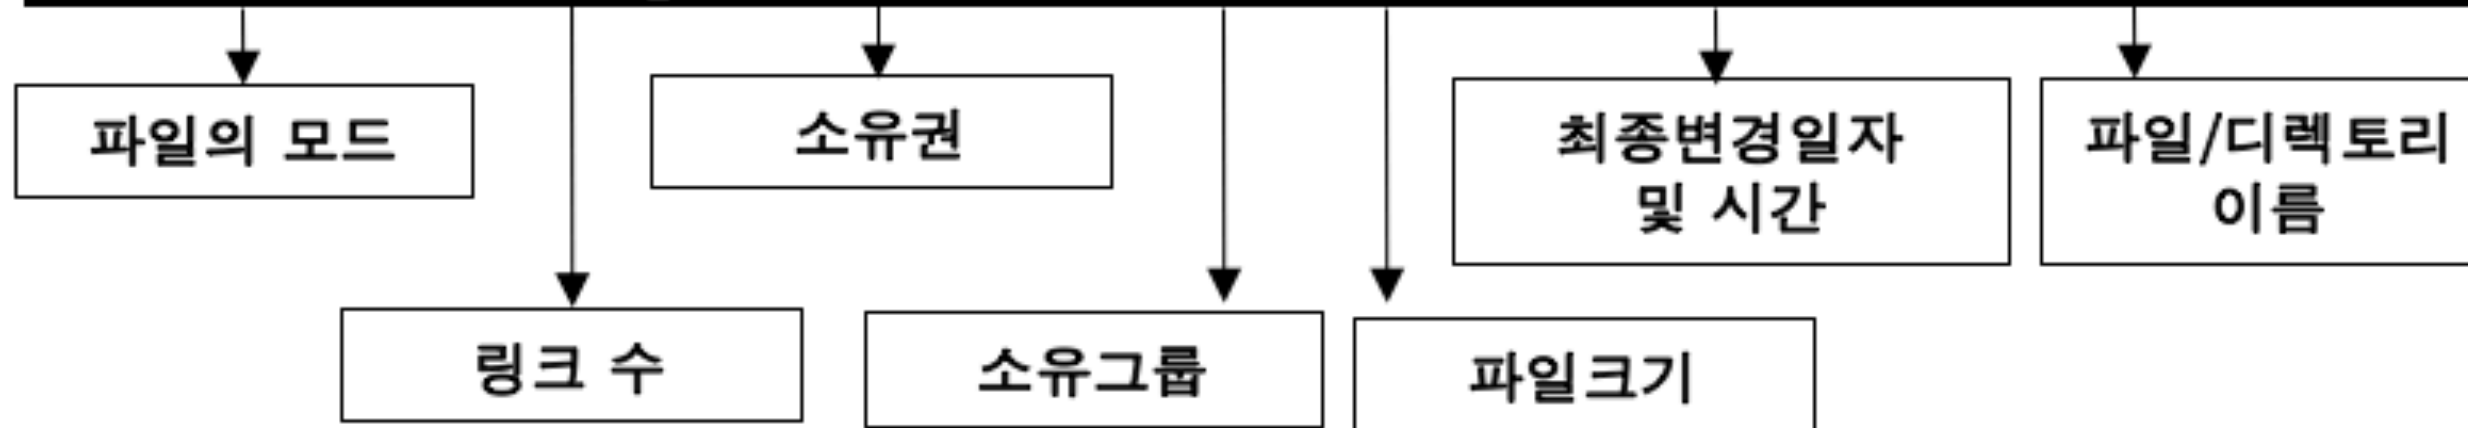 파일의 모드
소유권
최종변경일자
및 시간
파일/디렉토리
이름
링크 수
소유그룹
파일크기